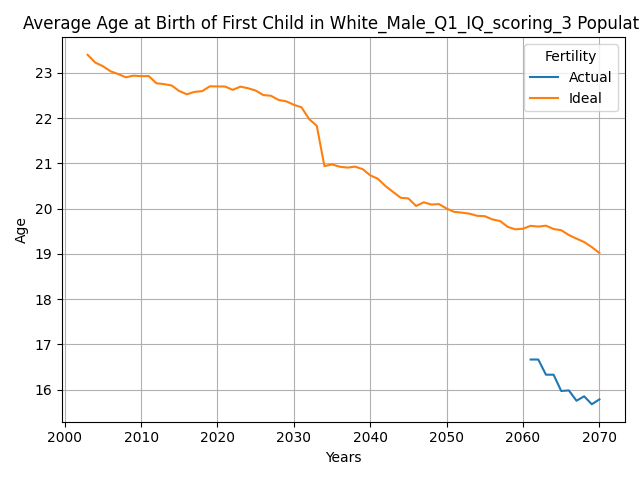 Average Age at Birth of First Child in White_Male_Q1_IQ_scoring_3 Populat
Fertility
Actual
Ideal
23
22
21
20
19
18
17
16
Age
2000 2010 2020 2030 2040 2050 2060 2070
Years